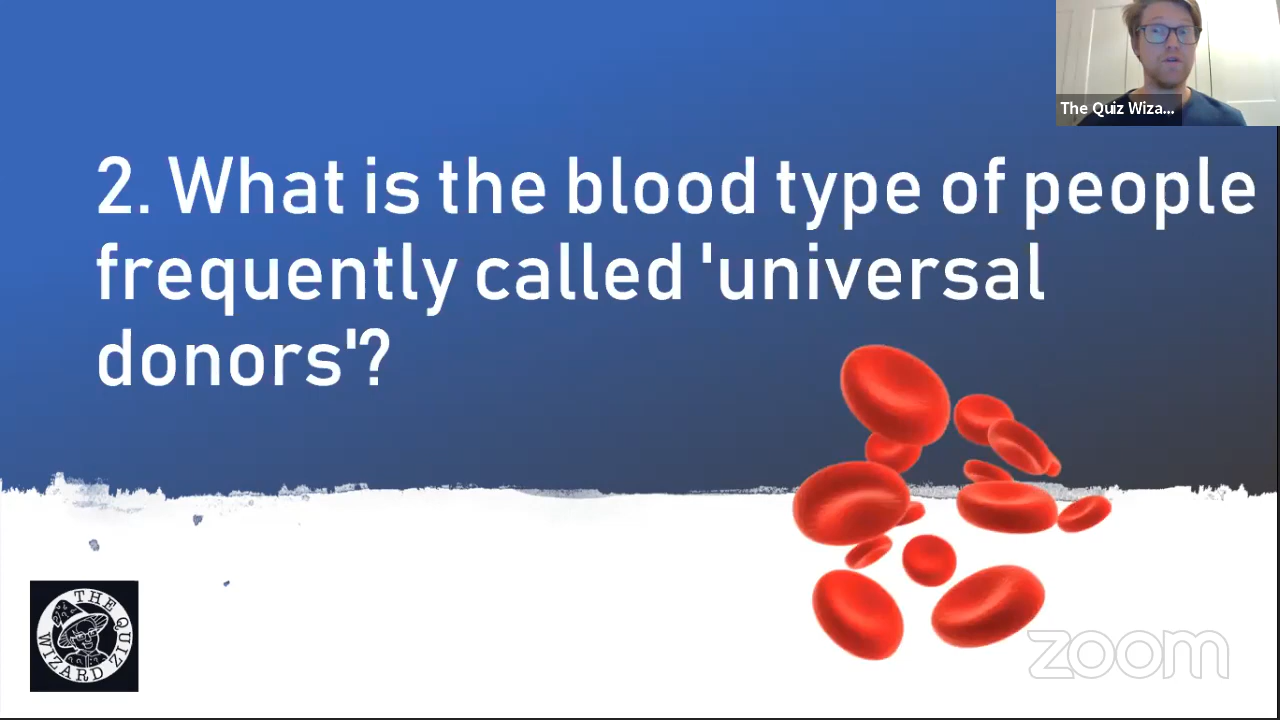 The Quiz Wiza...
2. What is the blood type of people
frequently called 'universal
donors'?
THE QUIZ WIZARD
zoom